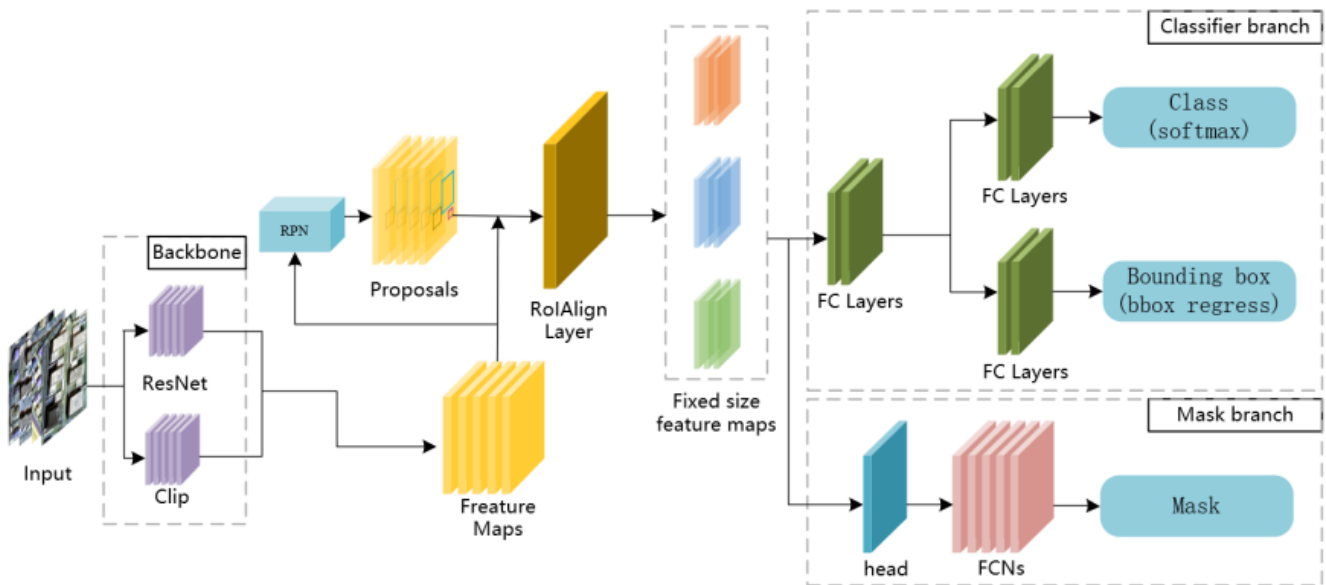 Classifier branch
Class
(softmax)
FC Layers
RPN
Backbone
Proposals
RoIAlign
Layer
FC Layers
Bounding box
(bbox regress)
ResNet
FC Layers
Fixed size
feature maps
Mask branch
Input
Clip
Freature
Maps
Mask
head
FCNs